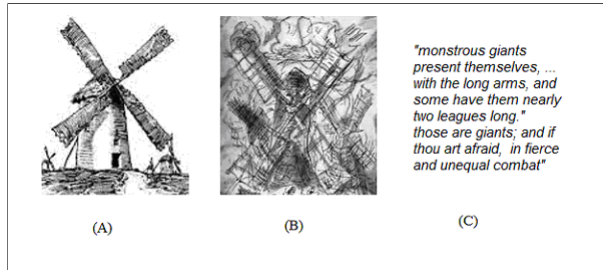 "monstrous giants
present themselves, ...
with the long arms, and
some have them nearly
two leagues long."
those are giants; and if
thou art afraid,  in fierce
and unequal combat"
(A)
(B)
(C)